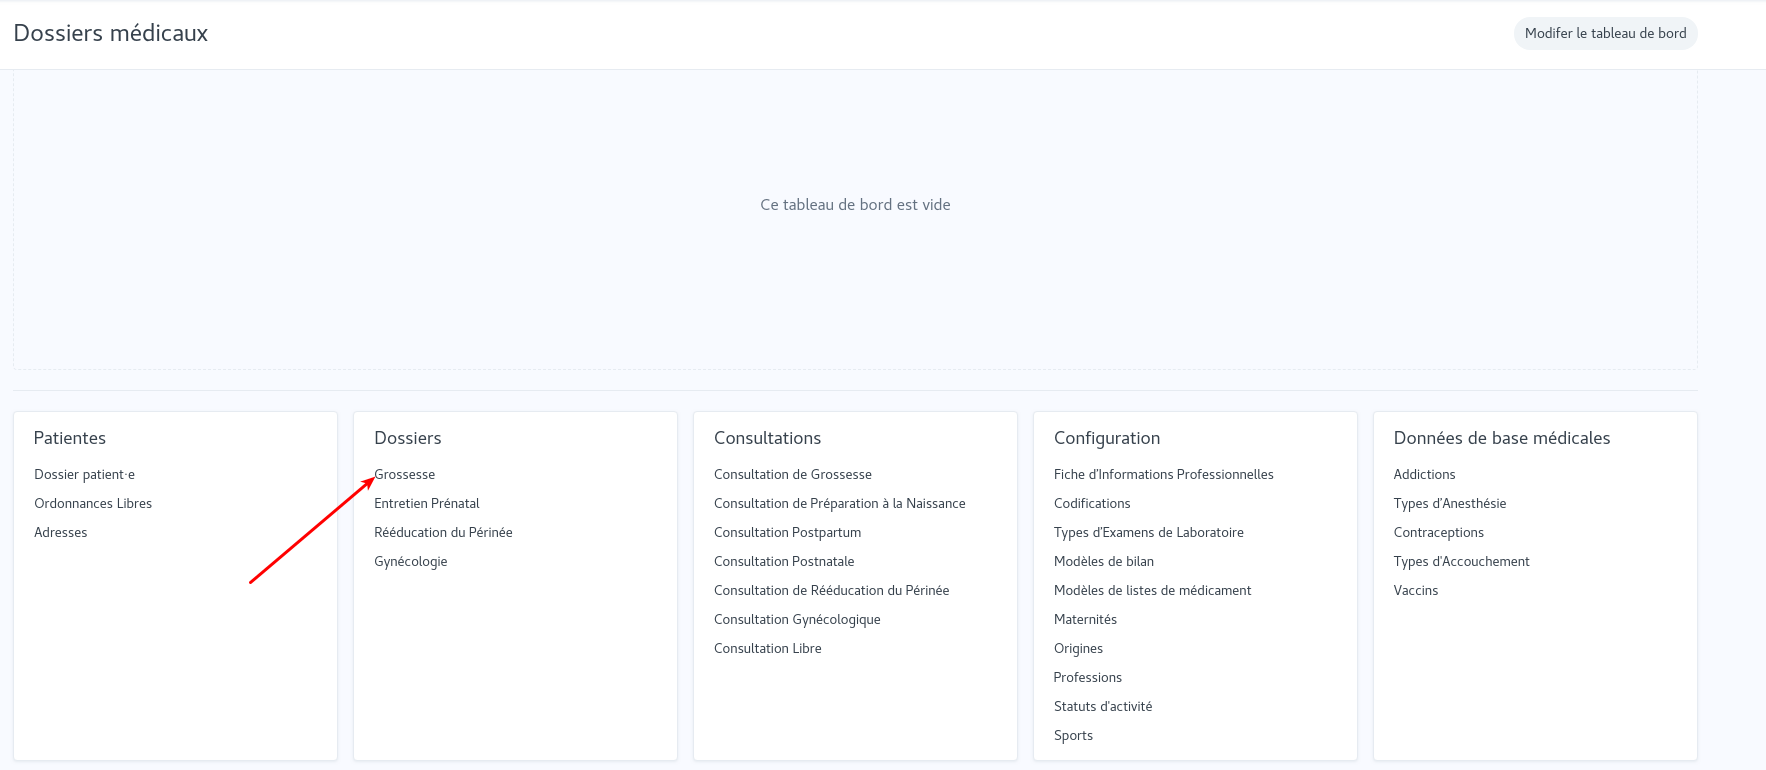 Dossiers médicaux
Modifer le tableau de bord
Ce tableau de bord est vide
Patientes
Dossier patient·e
Ordonnances Libres
Adresses
Dossiers
Grossesse
Entretien Prénatal
Rééducation du Périnée
Gynécologie
Consultations
Consultation de Grossesse
Consultation de Préparation à la Naissance
Consultation Postpartum
Consultation Postnatale
Consultation de Rééducation du Périnée
Consultation Gynécologique
Consultation Libre
Configuration
Fiche d'Informations Professionnelles
Codifications
Types d'Examens de Laboratoire
Modèles de bilan
Modèles de listes de médicament
Maternités
Origines
Professions
Statuts d'activité
Sports
Données de base médicales
Addictions
Types d'Anesthésie
Contraceptions
Types d'Accouchement
Vaccins